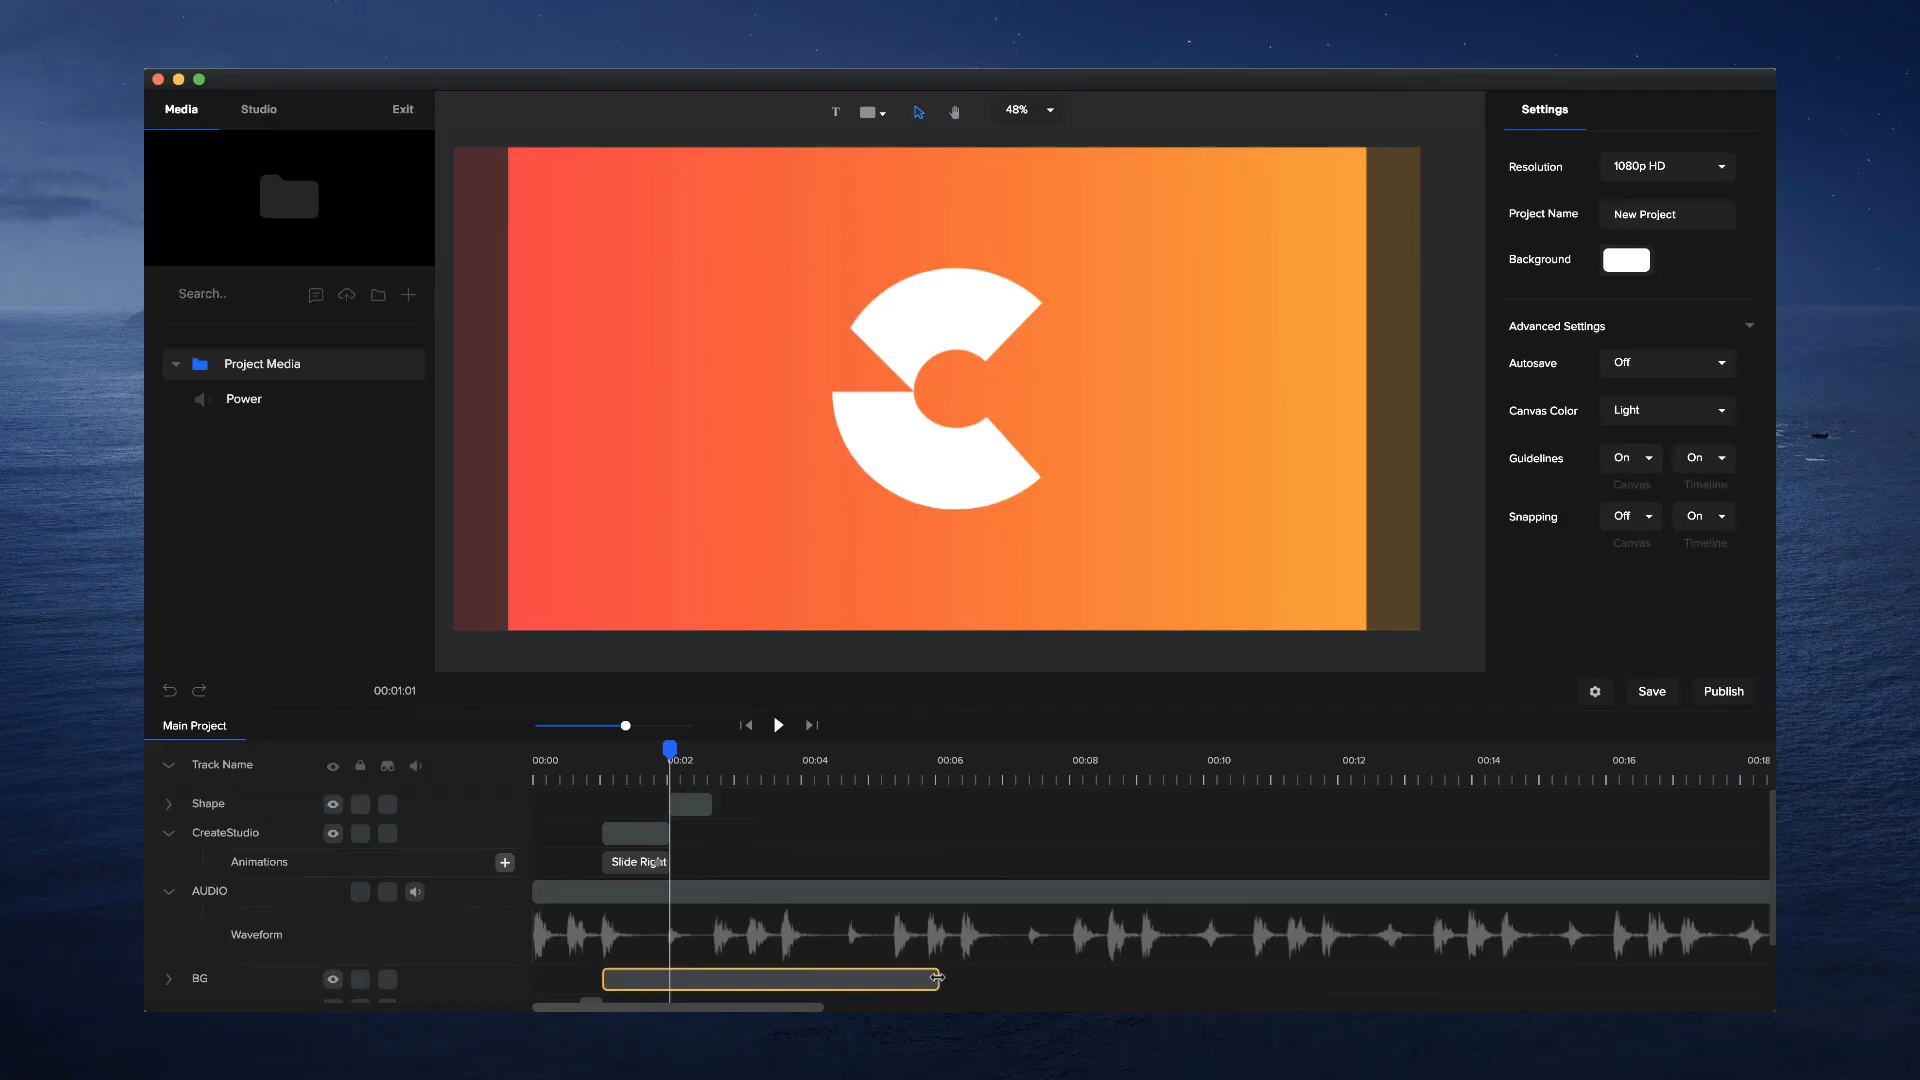 Media Studio Exit
T 48%
Settings
Resolution 1080p HD
Project Name New Project
Background
Search..
Advanced Settings
Project Media
Autosave Off
Power
Canvas Color Light
Guidelines On On
Canvas Timeline
Snapping Off On
Canvas Timeline
00:01:01
Save Publish
Main Project
Track Name
00:00 00:02 00:04 00:06 00:08 00:10 00:12 00:14 00:16 00:18
Shape
CreateStudio
Animations
Slide Right
AUDIO
Waveform
BG